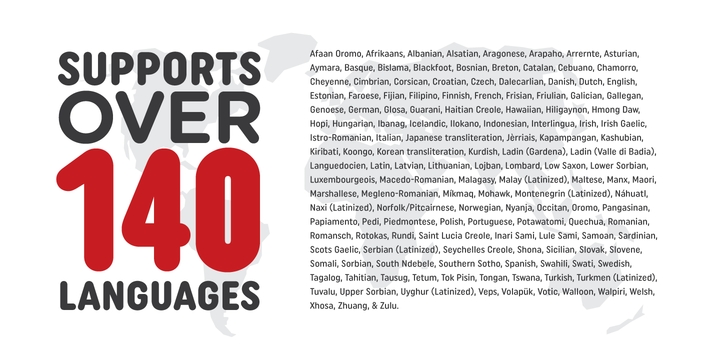 SUPPORTS
OVER
140
LANGUAGES
Afaan Oromo, Afrikaans, Albanian, Alsatian, Aragonese, Arapaho, Arrernte, Asturian,
Aymara, Basque, Bislama, Blackfoot, Bosnian, Breton, Catalan, Cebuano, Chamorro,
Cheyenne, Cimbrian, Corsican, Croatian, Czech, Dalecarlian, Danish, Dutch, English,
Estonian, Faroese, Fijian, Filipino, Finnish, French, Frisian, Friulian, Galician, Gallegan,
Genoese, German, Glosa, Guarani, Haitian Creole, Hawaiian, Hiligaynon, Hmong Daw,
Hopi, Hungarian, Ibanag, Icelandic, Ilokano, Indonesian, Interlingua, Irish, Irish Gaelic,
Istro-Romanian, Italian, Japanese transliteration, Jèrriais, Kapampangan, Kashubian,
Kiribati, Koongo, Korean transliteration, Kurdish, Ladin (Gardena), Ladin (Valle di Badia),
Languedocien, Latin, Latvian, Lithuanian, Lojban, Lombard, Low Saxon, Lower Sorbian,
Luxembourgeois, Macedo-Romanian, Malagasy, Malay (Latinized), Maltese, Manx, Maori,
Marshallese, Megleno-Romanian, Mikmaq, Mohawk, Montenegrin (Latinized), Náhuatl,
Naxi (Latinized), Norfolk/Pitcairnese, Norwegian, Nyanja, Occitan, Oromo, Pangasinan,
Papiamento, Pedi, Piedmontese, Polish, Portuguese, Potawatomi, Quechua, Romanian,
Romansch, Rotokas, Rundi, Saint Lucia Creole, Inari Sami, Lule Sami, Samoan, Sardinian,
Scots Gaelic, Serbian (Latinized), Seychelles Creole, Shona, Sicilian, Slovak, Slovene,
Somali, Sorbian, South Ndebele, Southern Sotho, Spanish, Swahili, Swati, Swedish,
Tagalog, Tahitian, Tausug, Tetum, Tok Pisin, Tongan, Tswana, Turkish, Turkmen (Latinized),
Tuvalu, Upper Sorbian, Uyghur (Latinized), Veps, Volapük, Votic, Walloon, Walpiri, Welsh,
Xhosa, Zhuang, & Zulu.